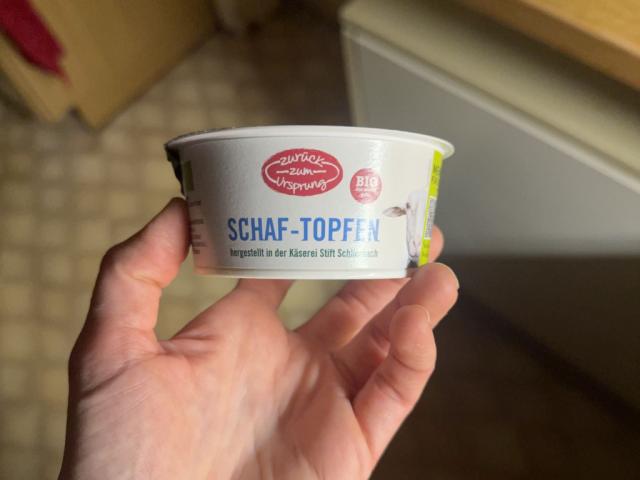 zurück
zum
Ursprung
BIO
SCHAF-TOPFEN
hergestellt in der Käserei Stift Schlierbach